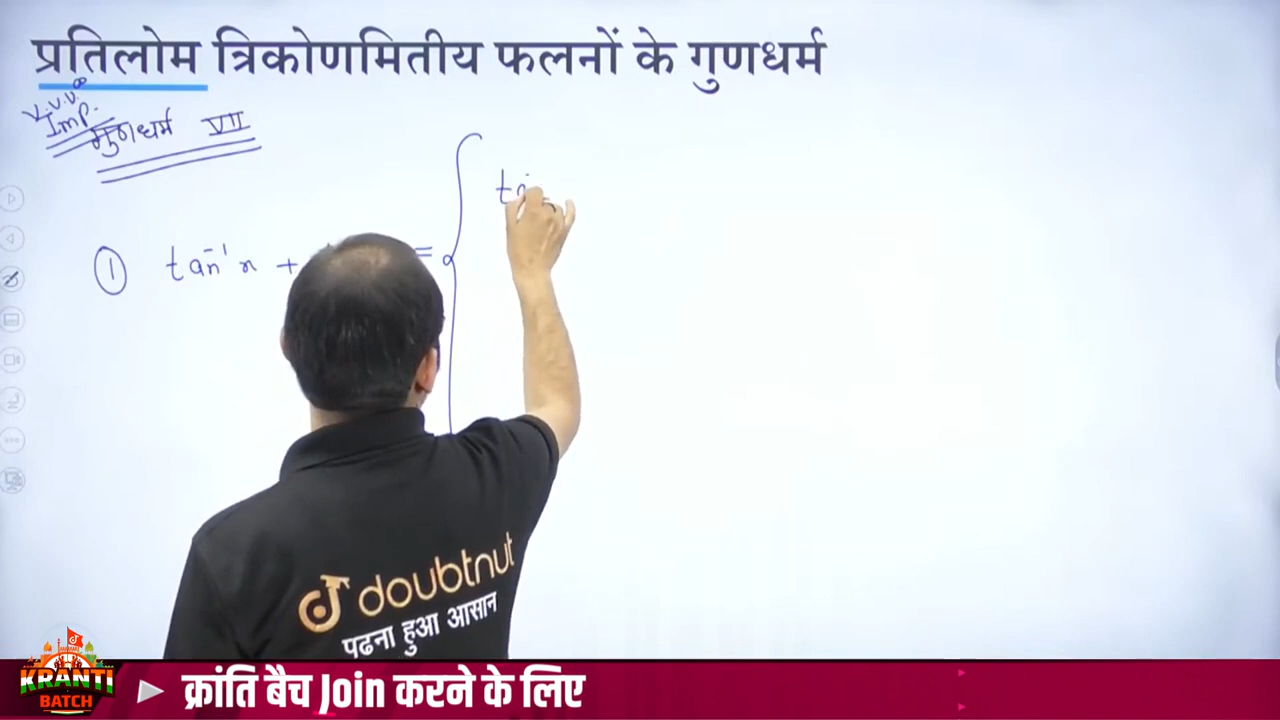 प्रतिलोम त्रिकोणमितीय फलनों के गुणधर्म
V.V.V.
Imp.
गुणधर्म VII
① tan⁻¹x + =
doubtnut
पढना हुआ आसान
KRANTI
BATCH
क्रांति बैच Join करने के लिए